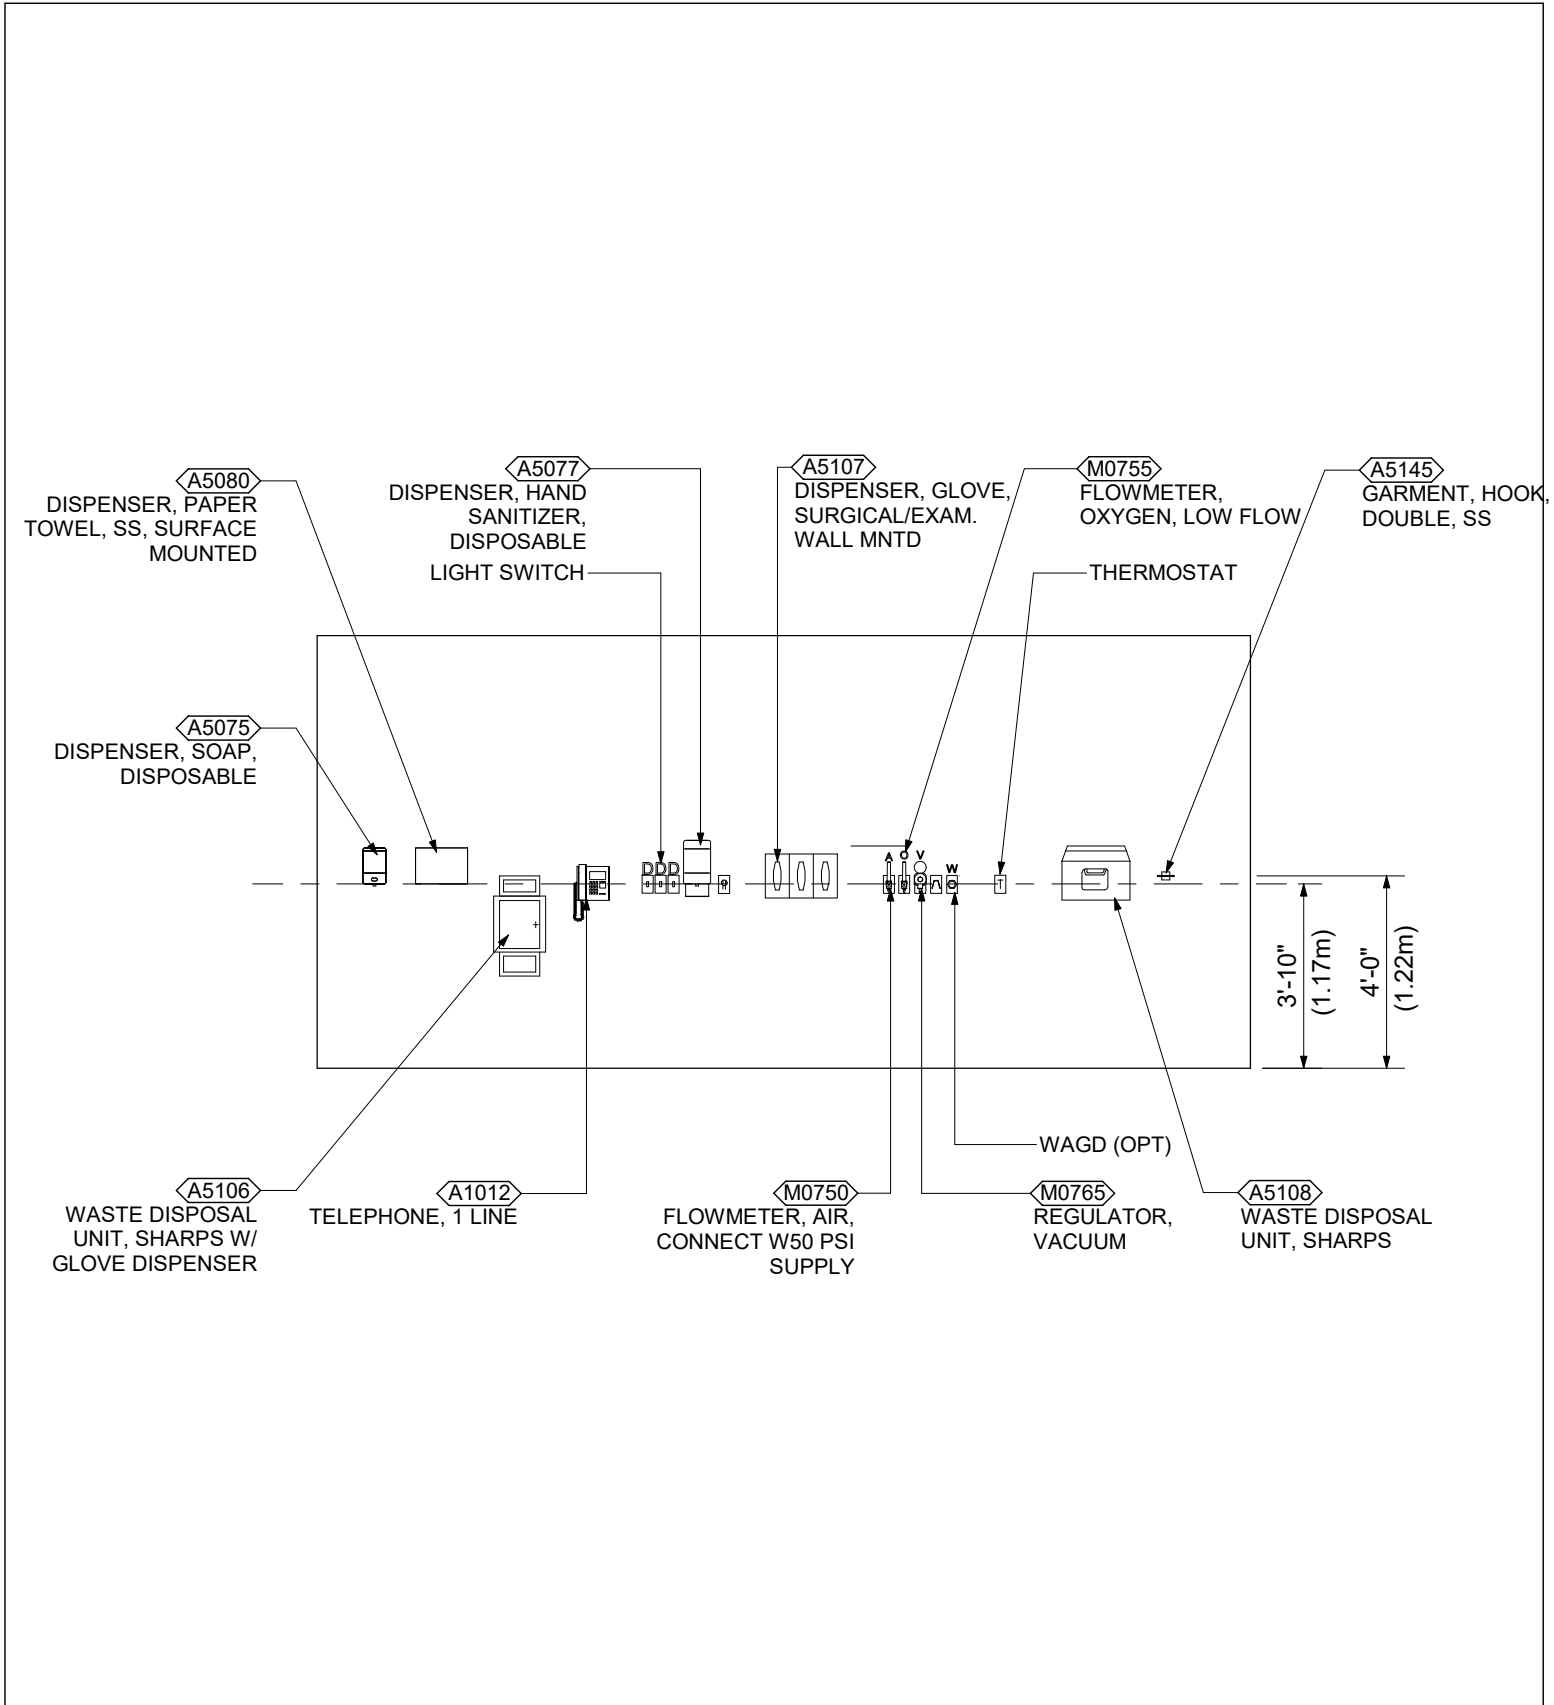 A5080
DISPENSER, PAPER
TOWEL, SS, SURFACE
MOUNTED
A5077
DISPENSER, HAND
SANITIZER,
DISPOSABLE
LIGHT SWITCH
A5107
DISPENSER, GLOVE,
SURGICAL/EXAM.
WALL MNTD
M0755
FLOWMETER,
OXYGEN, LOW FLOW
THERMOSTAT
A5145
GARMENT, HOOK,
DOUBLE, SS
A5075
DISPENSER, SOAP,
DISPOSABLE
D D D
A O V W
T
3'-10"
(1.17m)
4'-0"
(1.22m)
WAGD (OPT)
A5106
WASTE DISPOSAL
UNIT, SHARPS W/
GLOVE DISPENSER
A1012
TELEPHONE, 1 LINE
M0750
FLOWMETER, AIR,
CONNECT W50 PSI
SUPPLY
M0765
REGULATOR,
VACUUM
A5108
WASTE DISPOSAL
UNIT, SHARPS